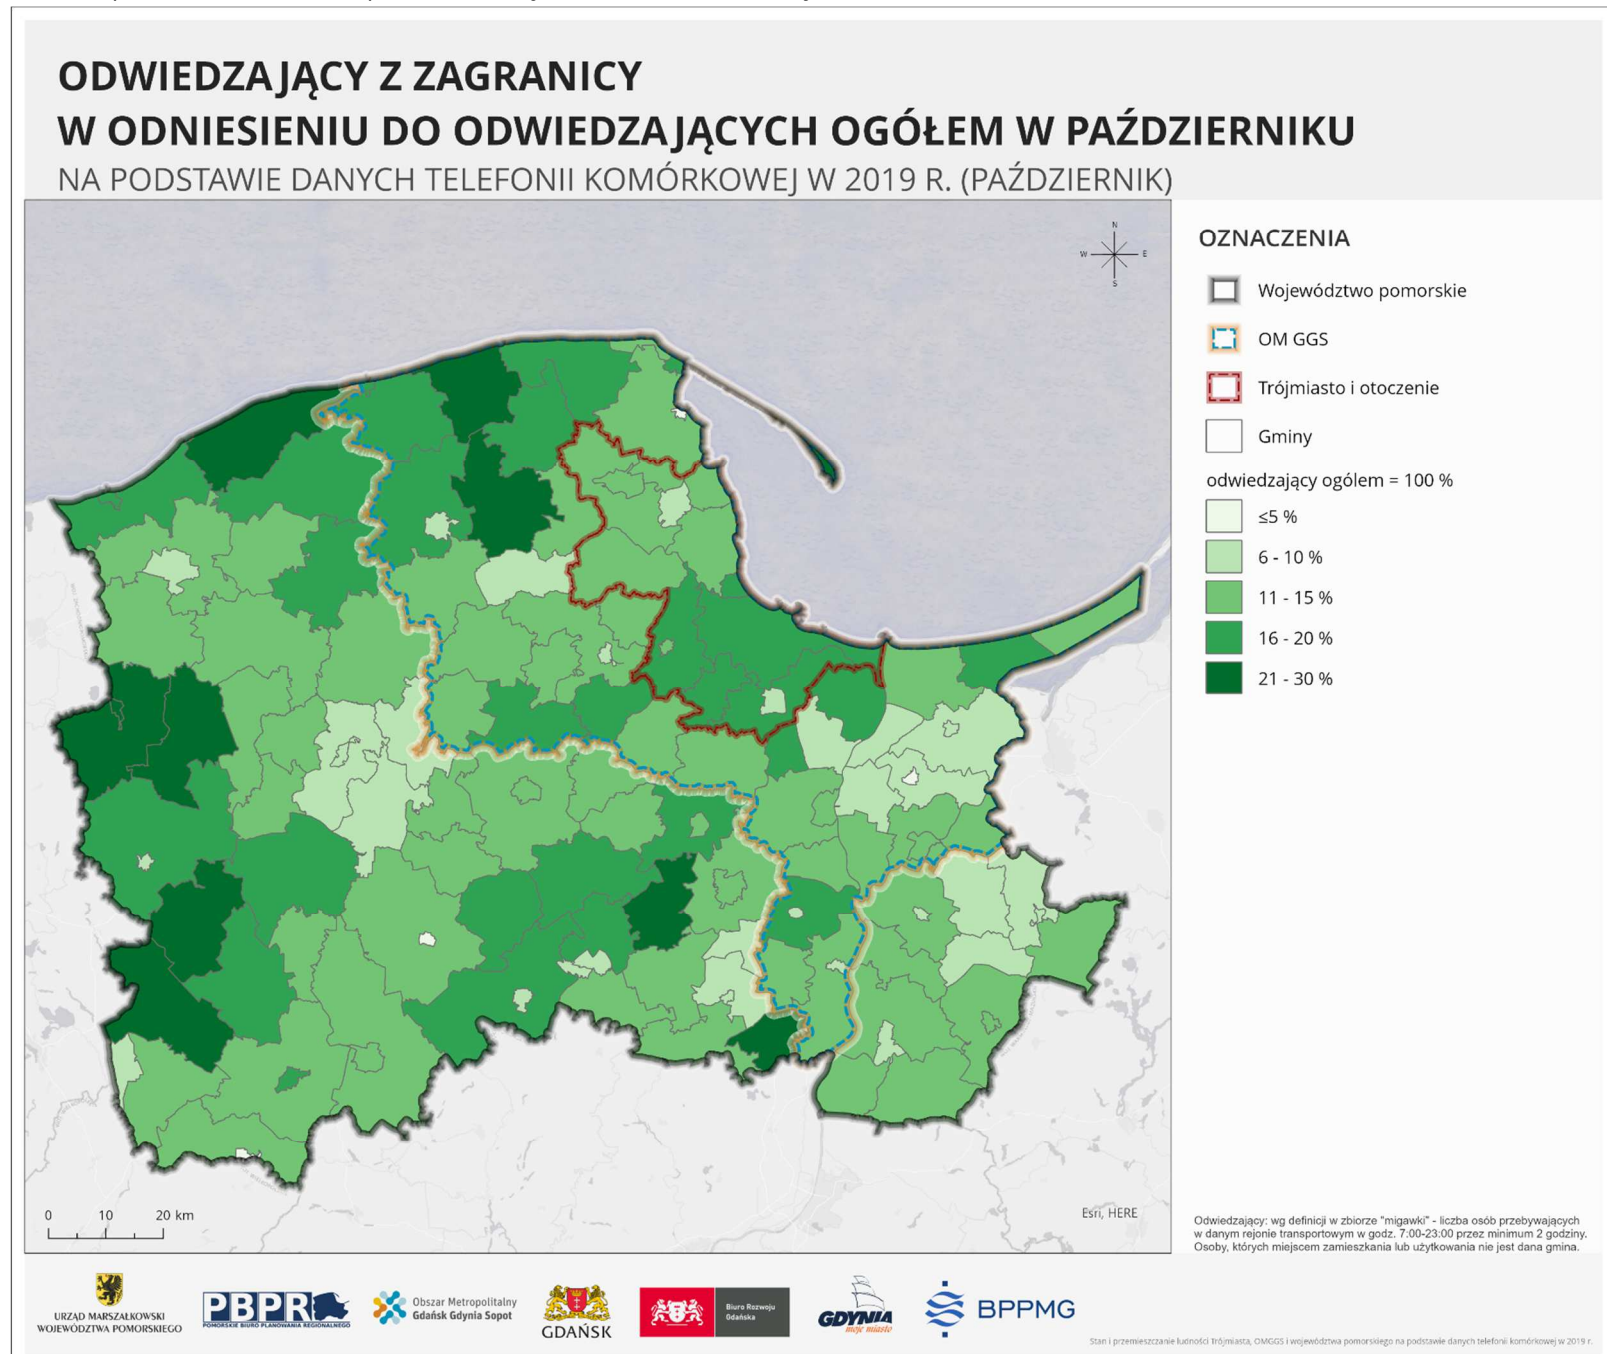 ODWIEDZAJĄCY Z ZAGRANICY
W ODNIESIENIU DO ODWIEDZAJĄCYCH OGÓŁEM W PAŹDZIERNIKU
NA PODSTAWIE DANYCH TELEFONII KOMÓRKOWEJ W 2019 R. (PAŹDZIERNIK)
N
W E
S
OZNACZENIA
Województwo pomorskie
OM GGS
Trójmiasto i otoczenie
Gminy
odwiedzający ogólem = 100 %
≤5 %
6 - 10 %
11 - 15 %
16 - 20 %
21 - 30 %
0 10 20 km
Esri, HERE
Odwiedzający: wg definicji w zbiorze "migawki" - liczba osób przebywających
w danym rejonie transportowym w godz. 7:00-23:00 przez minimum 2 godziny.
Osoby, których miejscem zamieszkania lub użytkowania nie jest dana gmina.
URZĄD MARSZAŁKOWSKI
WOJEWÓDZTWA POMORSKIEGO
PBPR
POMORSKIE BIURO PLANOWANIA REGIONALNEGO
Obszar Metropolitalny
Gdańsk Gdynia Sopot
GDAŃSK
Biuro Rozwoju
Gdańska
GDYNIA
moje miasto
BPPMG
Stan i przemieszczanie ludności Trójmiasta, OMGGS i województwa pomorskiego na podstawie danych telefonii komórkowej w 2019 r.